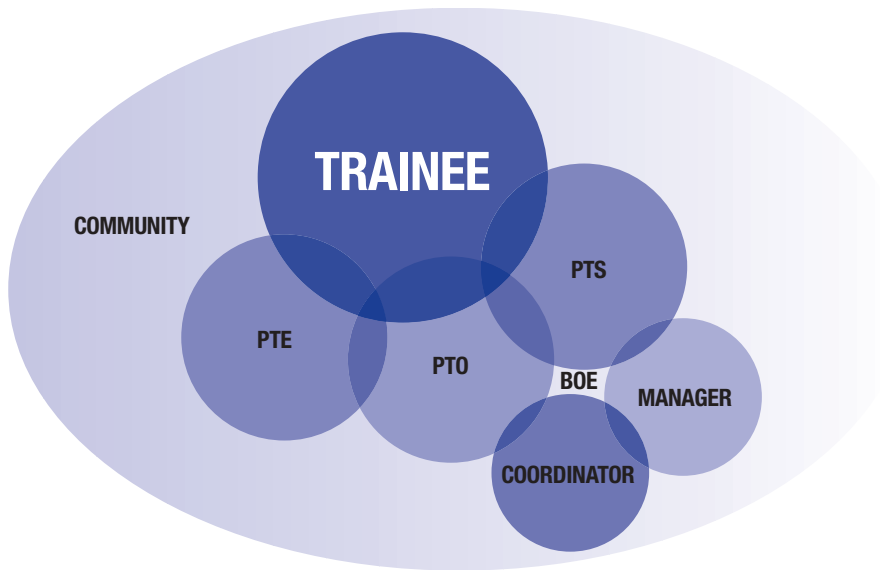 TRAINEE
COMMUNITY
PTS
PTE
PTO
BOE
MANAGER
COORDINATOR